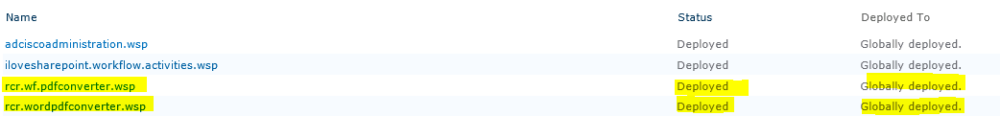 Name Status Deployed To
adciscoadministration.wsp Deployed Globally deployed.
ilovesharepoint.workflow.activities.wsp Deployed Globally deployed.
rcr.wf.pdfconverter.wsp Deployed Globally deployed.
rcr.wordpdfconverter.wsp Deployed Globally deployed.